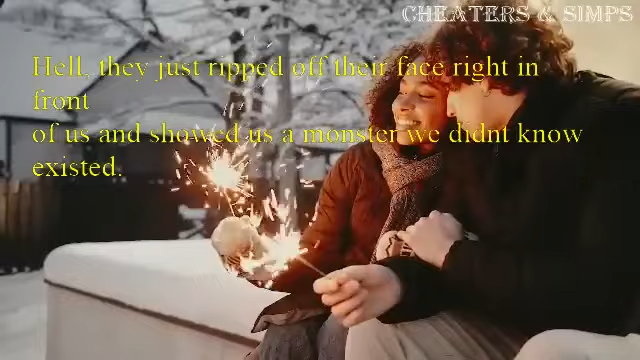 CHEATERS & SIMPS
Hell, they just ripped off their face right in
front
of us and showed us a monster we didnt know
existed.